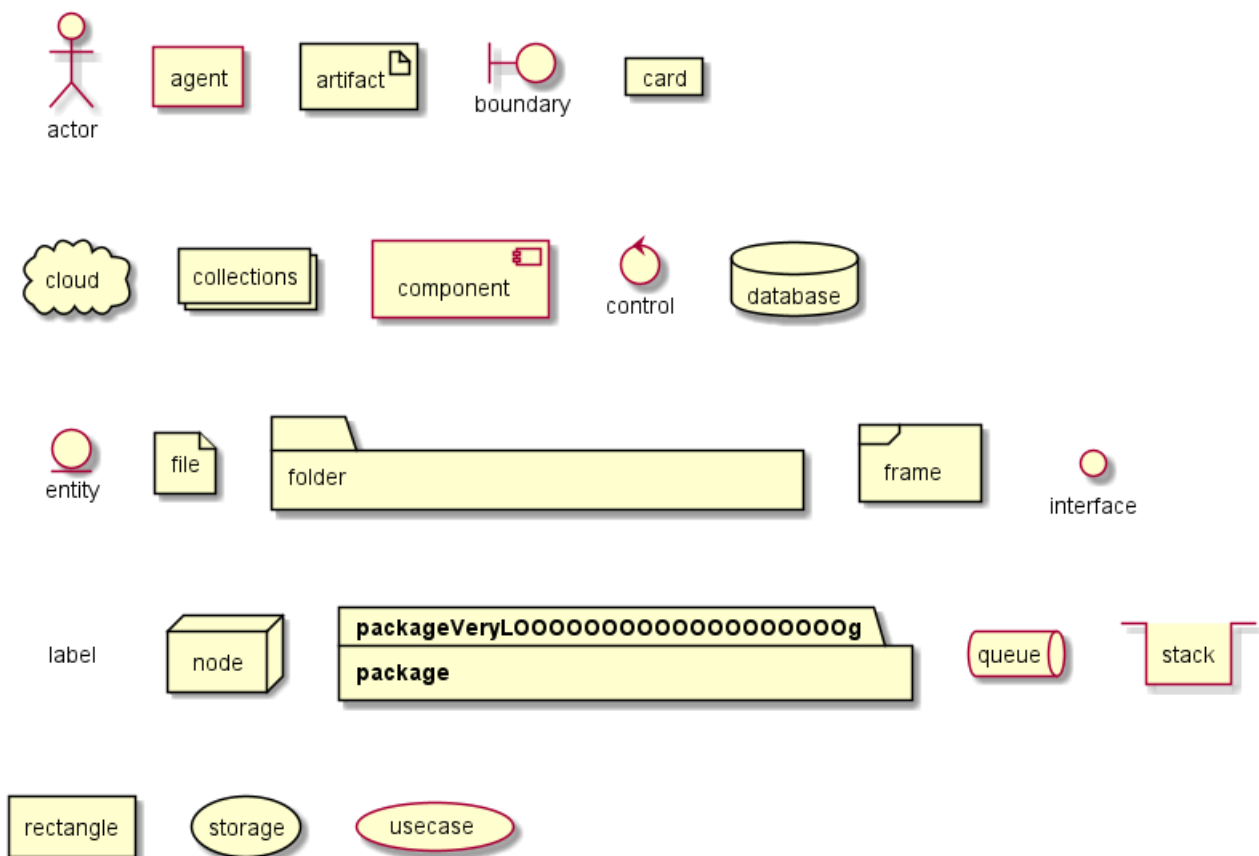 actor
agent
artifact
boundary
card
cloud
collections
component
control
database
entity
file
folder
frame
interface
label
node
packageVeryLOOOOOOOOOOOOOOOOOOOg
package
queue
stack
rectangle
storage
usecase